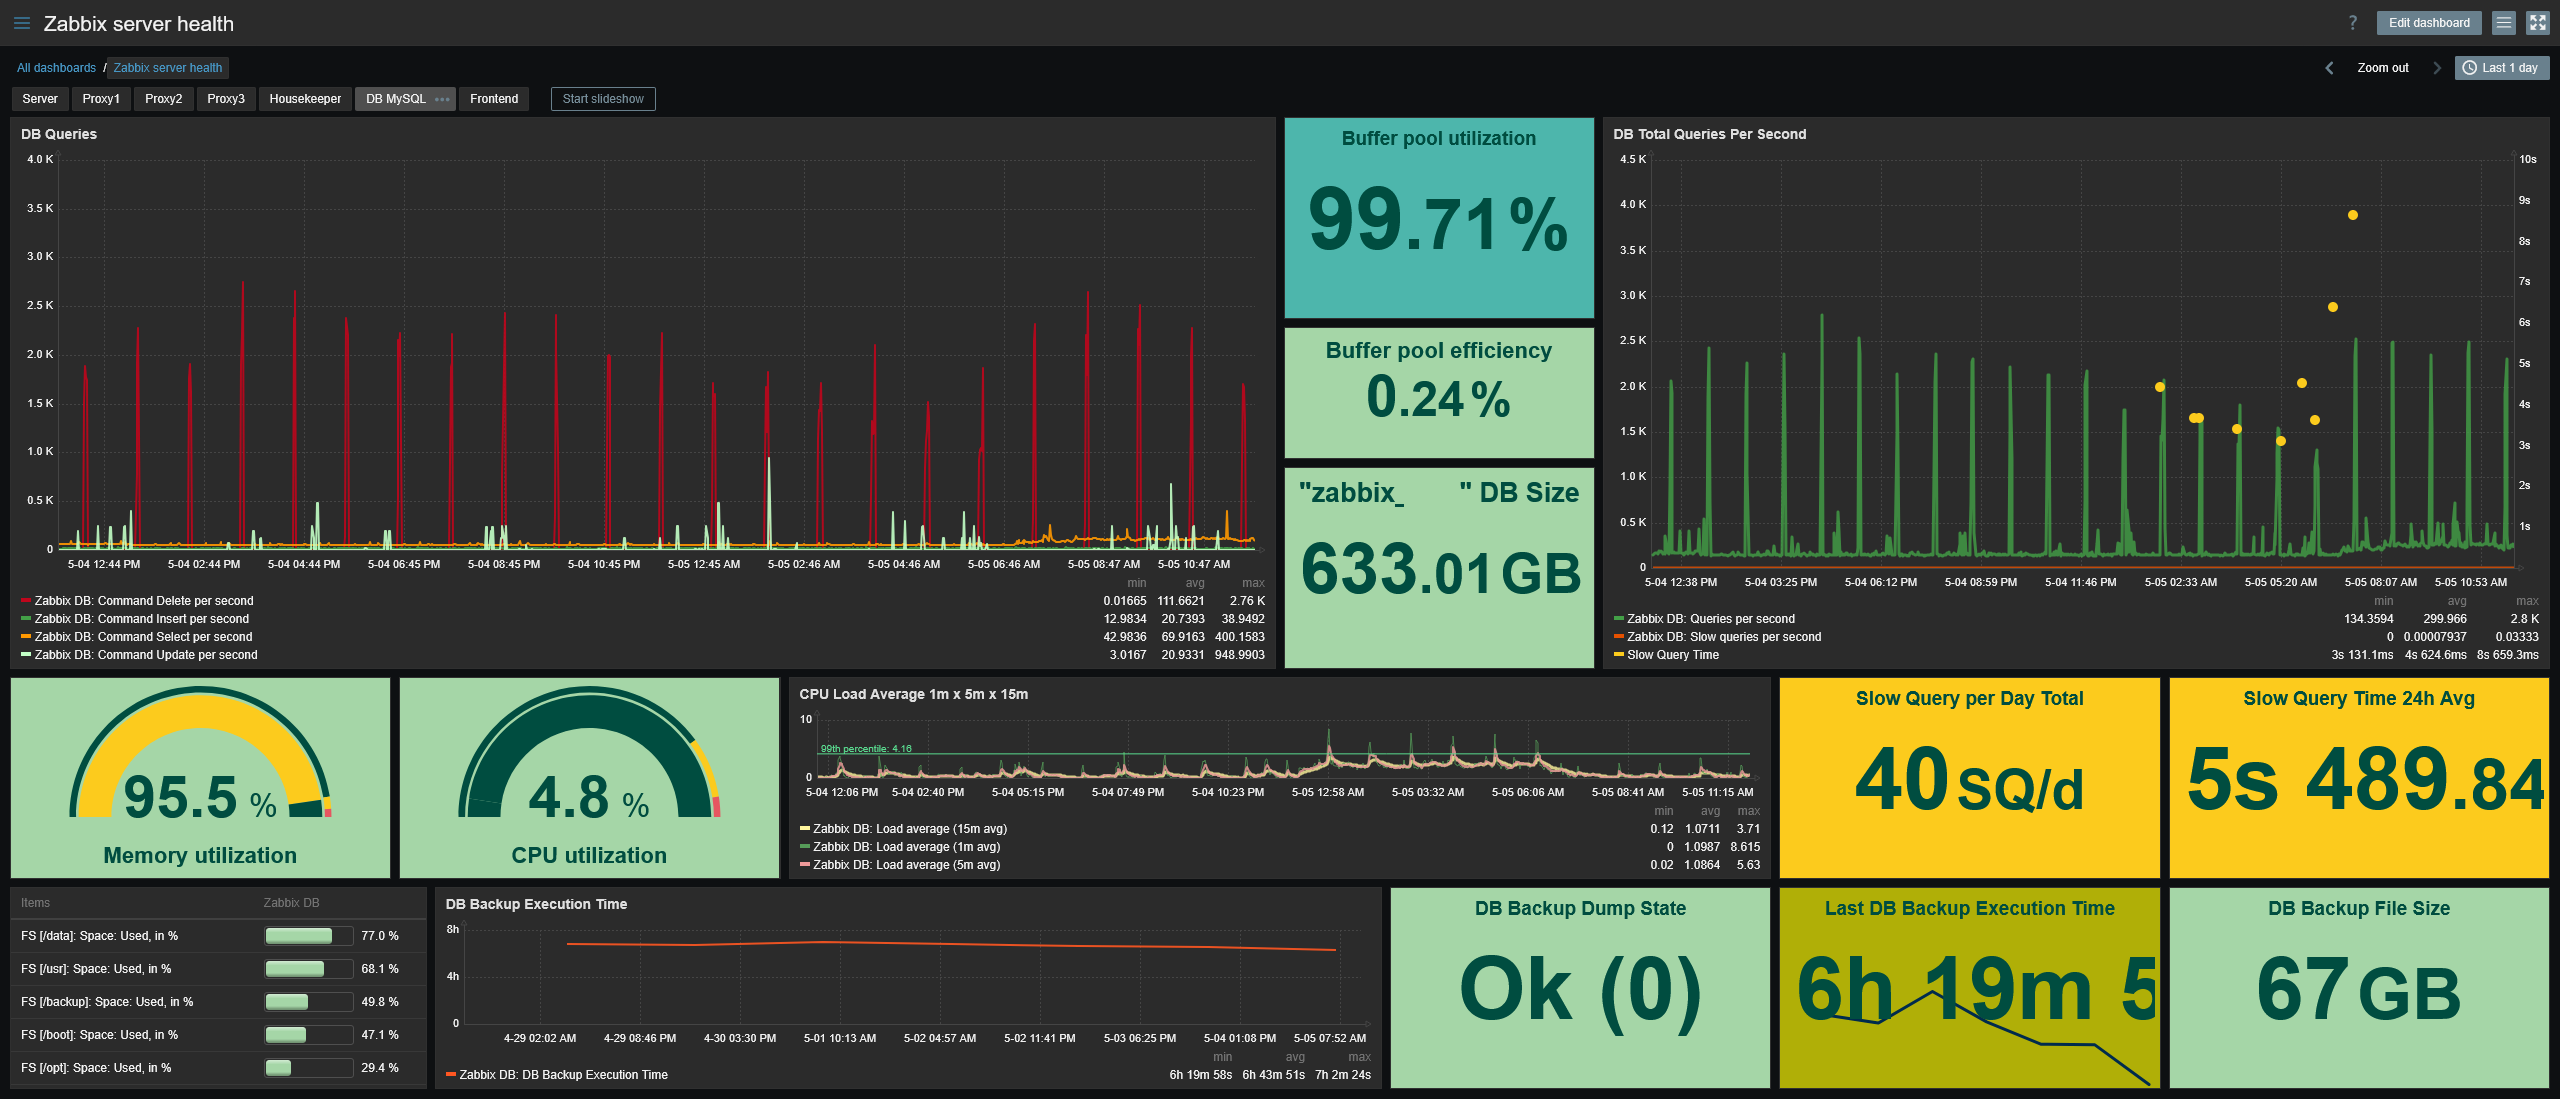 Zabbix server health
? Edit dashboard
All dashboards / Zabbix server health
Zoom out Last 1 day
Server Proxy1 Proxy2 Proxy3 Housekeeper DB MySQL ••• Frontend Start slideshow
DB Queries
4.0 K
3.5 K
3.0 K
2.5 K
2.0 K
1.5 K
1.0 K
0.5 K
0
5-04 12:44 PM 5-04 02:44 PM 5-04 04:44 PM 5-04 06:45 PM 5-04 08:45 PM 5-04 10:45 PM 5-05 12:45 AM 5-05 02:46 AM 5-05 04:46 AM 5-05 06:46 AM 5-05 08:47 AM 5-05 10:47 AM
min avg max
Zabbix DB: Command Delete per second 0.01665 111.6621 2.76 K
Zabbix DB: Command Insert per second 12.9834 20.7393 38.9492
Zabbix DB: Command Select per second 42.9836 69.9163 400.1583
Zabbix DB: Command Update per second 3.0167 20.9331 948.9903
Buffer pool utilization
99.71%
Buffer pool efficiency
0.24%
"zabbix_ " DB Size
633.01GB
DB Total Queries Per Second
4.5 K
4.0 K
3.5 K
3.0 K
2.5 K
2.0 K
1.5 K
1.0 K
0.5 K
0
10s
9s
8s
7s
6s
5s
4s
3s
2s
1s
5-04 12:38 PM 5-04 03:25 PM 5-04 06:12 PM 5-04 08:59 PM 5-04 11:46 PM 5-05 02:33 AM 5-05 05:20 AM 5-05 08:07 AM 5-05 10:53 AM
min avg max
Zabbix DB: Queries per second 134.3594 299.966 2.8 K
Zabbix DB: Slow queries per second 0 0.00007937 0.03333
Slow Query Time 3s 131.1ms 4s 624.6ms 8s 659.3ms
95.5 %
Memory utilization
4.8 %
CPU utilization
CPU Load Average 1m x 5m x 15m
10
99th percentile: 4.16
0
5-04 12:06 PM 5-04 02:40 PM 5-04 05:15 PM 5-04 07:49 PM 5-04 10:23 PM 5-05 12:58 AM 5-05 03:32 AM 5-05 06:06 AM 5-05 08:41 AM 5-05 11:15 AM
min avg max
Zabbix DB: Load average (15m avg) 0.12 1.0711 3.71
Zabbix DB: Load average (1m avg) 0 1.0987 8.615
Zabbix DB: Load average (5m avg) 0.02 1.0864 5.63
Slow Query per Day Total
40 SQ/d
Slow Query Time 24h Avg
5s 489.84
Items Zabbix DB
FS [/data]: Space: Used, in % 77.0 %
FS [/usr]: Space: Used, in % 68.1 %
FS [/backup]: Space: Used, in % 49.8 %
FS [/boot]: Space: Used, in % 47.1 %
FS [/opt]: Space: Used, in % 29.4 %
DB Backup Execution Time
8h
4h
0
4-29 02:02 AM 4-29 08:46 PM 4-30 03:30 PM 5-01 10:13 AM 5-02 04:57 AM 5-02 11:41 PM 5-03 06:25 PM 5-04 01:08 PM 5-05 07:52 AM
min avg max
Zabbix DB: DB Backup Execution Time 6h 19m 58s 6h 43m 51s 7h 2m 24s
DB Backup Dump State
Ok (0)
Last DB Backup Execution Time
6h 19m 5
DB Backup File Size
67GB